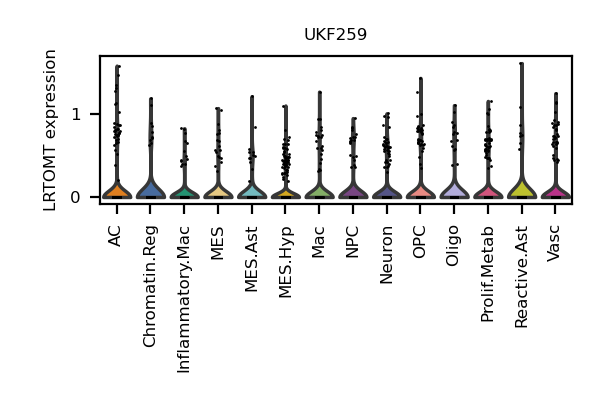 UKF259
LRTOMT expression
1
0
AC
Chromatin.Reg
Inflammatory.Mac
MES
MES.Ast
MES.Hyp
Mac
NPC
Neuron
OPC
Oligo
Prolif.Metab
Reactive.Ast
Vasc